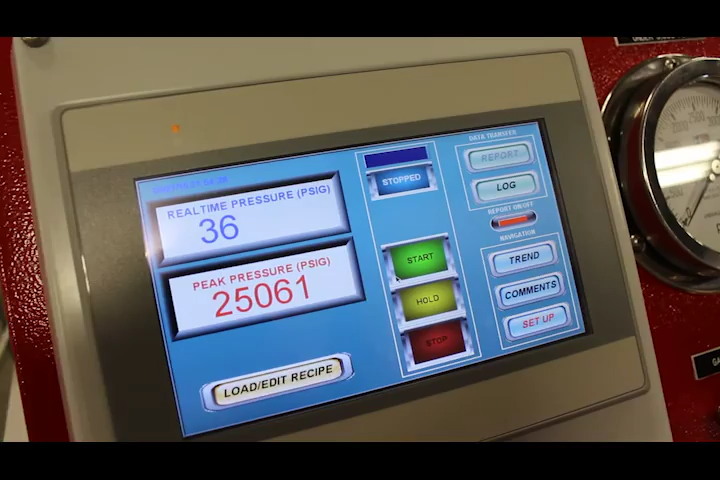 REALTIME PRESSURE (PSIG)
36
PEAK PRESSURE (PSIG)
25061
LOAD/EDIT RECIPE
STOPPED
START
HOLD
STOP
DATA TRANSFER
REPORT
LOG
REPORT ON/OFF
NAVIGATION
TREND
COMMENTS
SET UP